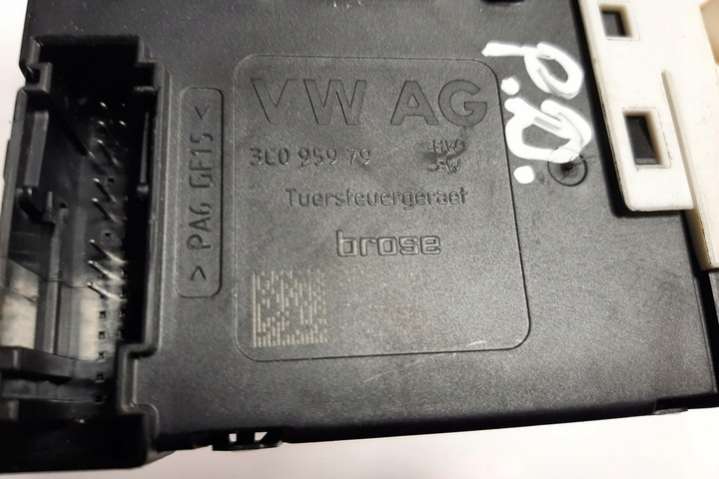 VW AG
3C0 959 79
Tuersteuergeraet
brose
> PA6 GF15 <
P.D.